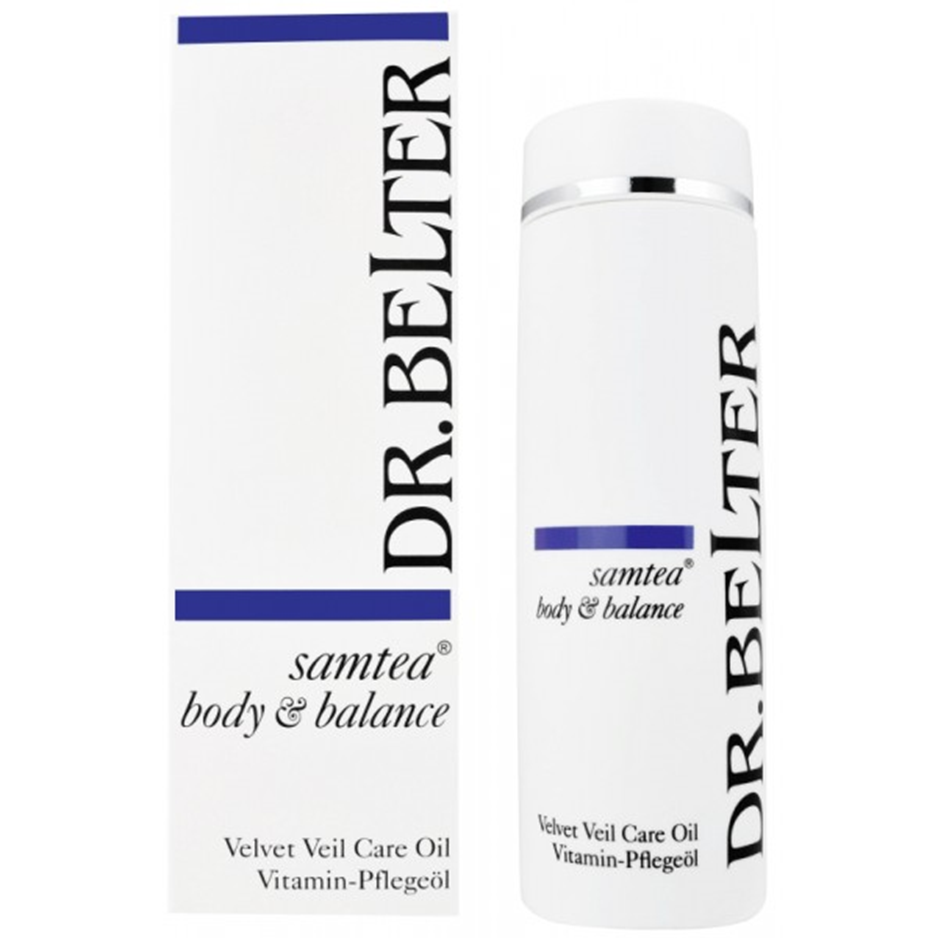 DR. BELTER
samtea®
body & balance
Velvet Veil Care Oil
Vitamin-Pflegeöl
DR. BELTER
samtea®
body & balance
Velvet Veil Care Oil
Vitamin-Pflegeöl